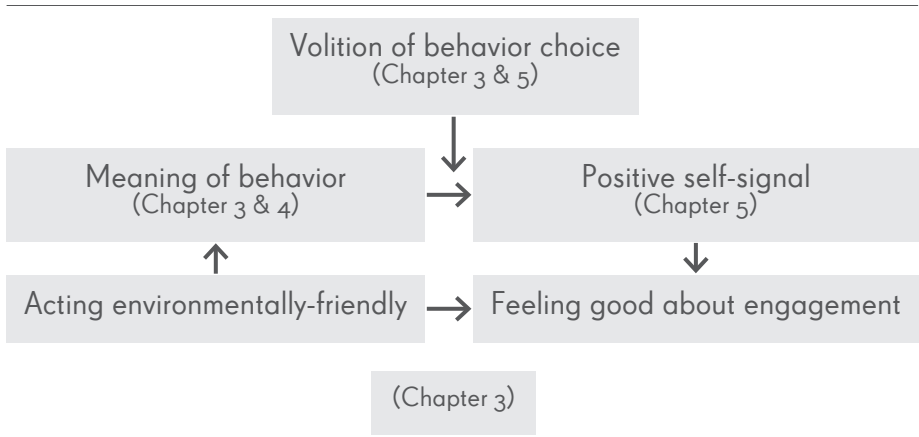 Volition of behavior choice
(Chapter 3 & 5)
Meaning of behavior
(Chapter 3 & 4)
Positive self-signal
(Chapter 5)
Acting environmentally-friendly
Feeling good about engagement
(Chapter 3)